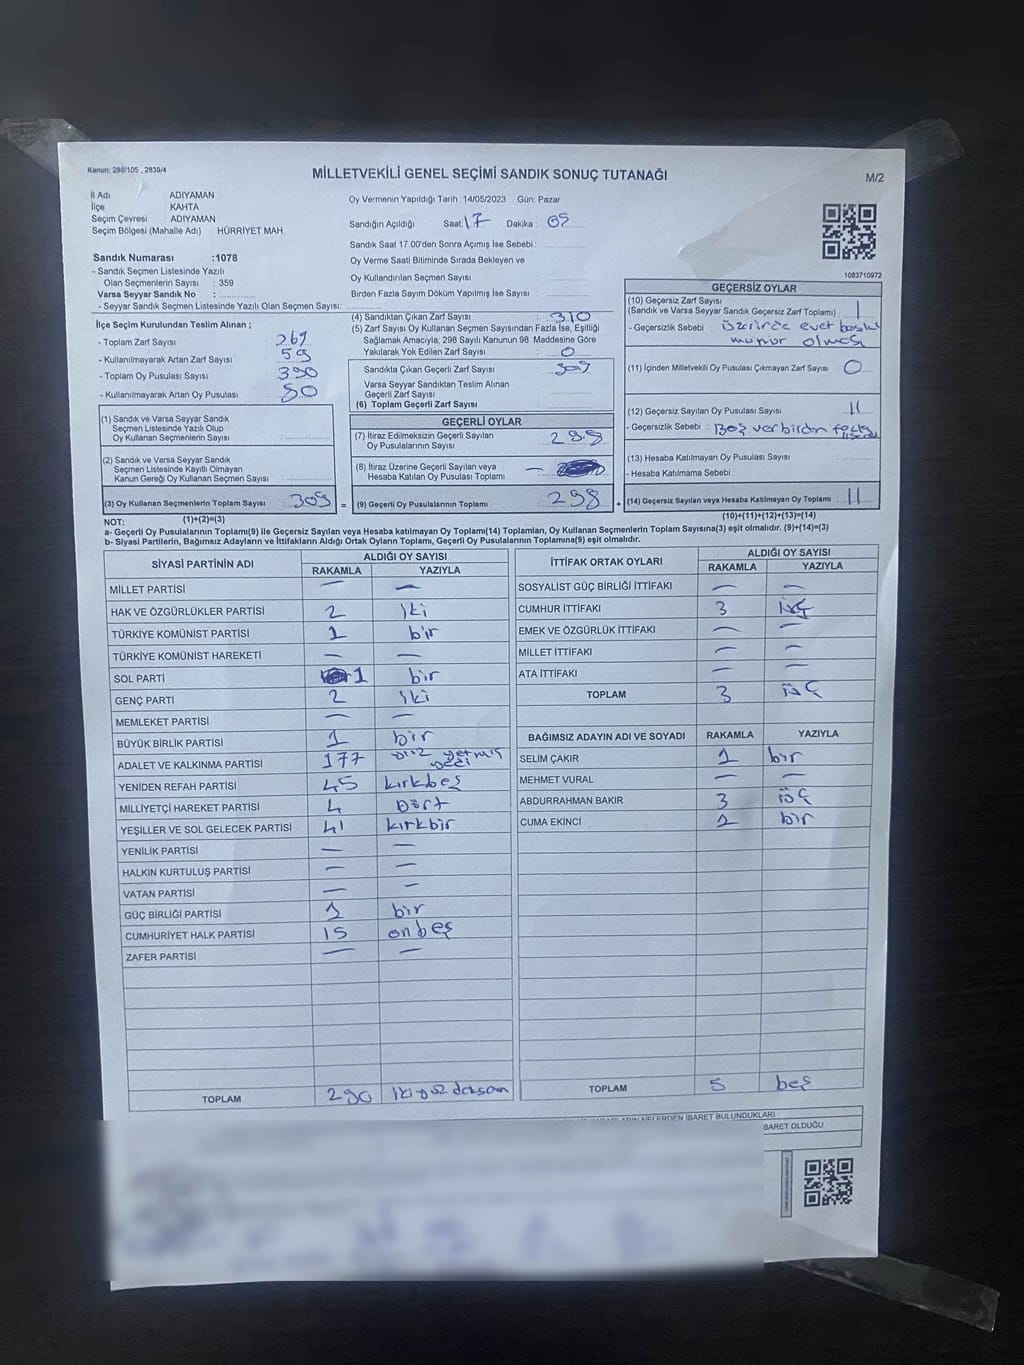 Kanun: 298/105 , 2839/4
MİLLETVEKİLİ GENEL SEÇİMİ SANDIK SONUÇ TUTANAĞI
M/2
İl Adı ADIYAMAN
İlçe KAHTA
Seçim Çevresi ADIYAMAN
Seçim Bölgesi (Mahalle Adı) : HÜRRİYET MAH.
Oy Vermenin Yapıldığı Tarih :14/05/2023 Gün: Pazar
Sandığın Açıldığı Saat: 17 Dakika : 05
Sandık Saat 17.00'den Sonra Açımış İse Sebebi :
Oy Verme Saati Bitiminde Sırada Bekleyen ve
Oy Kullandırılan Seçmen Sayısı
Birden Fazla Sayım Döküm Yapılmış İse Sayısı :
1083710972
Sandık Numarası :1078
- Sandık Seçmen Listesinde Yazılı
Olan Seçmenlerin Sayısı : 359
Varsa Seyyar Sandık No :
- Seyyar Sandık Seçmen Listesinde Yazılı Olan Seçmen Sayısı:
İlçe Seçim Kurulundan Teslim Alınan ;
- Toplam Zarf Sayısı
- Kullanılmayarak Artan Zarf Sayısı 59
- Toplam Oy Pusulası Sayısı 390
- Kullanılmayarak Artan Oy Pusulası 80
(1) Sandık ve Varsa Seyyar Sandık
Seçmen Listesinde Yazılı Olup
Oy Kullanan Seçmenlerin Sayısı :
(2) Sandık ve Varsa Seyyar Sandık
Seçmen Listesinde Kayıtlı Olmayan
Kanun Gereği Oy Kullanan Seçmen Sayısı :
(3) Oy Kullanan Seçmenlerin Toplam Sayısı 309 =
(4) Sandıktan Çıkan Zarf Sayısı : 310
(5) Zarf Sayısı Oy Kullanan Seçmen Sayısından Fazla İse, Eşitliği
Sağlamak Amacıyla; 298 Sayılı Kanunun 98. Maddesine Göre
Yakılarak Yok Edilen Zarf Sayısı : 0
Sandıkta Çıkan Geçerli Zarf Sayısı : 309
Varsa Seyyar Sandıktan Teslim Alınan
Geçerli Zarf Sayısı
(6) Toplam Geçerli Zarf Sayısı
GEÇERLİ OYLAR
(7) İtiraz Edilmeksizin Geçerli Sayılan
Oy Pusulalarının Sayısı : 298
(8) İtiraz Üzerine Geçerli Sayılan veya
Hesaba Katılan Oy Pusulası Toplamı : —
(9) Geçerli Oy Pusulalarının Toplamı 298 +
GEÇERSİZ OYLAR
(10) Geçersiz Zarf Sayısı
(Sandık ve Varsa Seyyar Sandık Geçersiz Zarf Toplamı) : 1
- Geçersizlik Sebebi : üzerinde evet baskılı
mühür olması
(11) İçinden Milletvekili Oy Pusulası Çıkmayan Zarf Sayısı : 0
(12) Geçersiz Sayılan Oy Pusulası Sayısı : 11
- Geçersizlik Sebebi : Boş ve birden fazla
(13) Hesaba Katılmayan Oy Pusulası Sayısı :
- Hesaba Katılmama Sebebi :
(14) Geçersiz Sayılan veya Hesaba Katılmayan Oy Toplamı : 11
NOT: (1)+(2)=(3)
(10)+(11)+(12)+(13)=(14)
a- Geçerli Oy Pusulalarının Toplamı(9) ile Geçersiz Sayılan veya Hesaba katılmayan Oy Toplamı(14) Toplamları, Oy Kullanan Seçmenlerin Toplam Sayısına(3) eşit olmalıdır. (9)+(14)=(3)
b- Siyasi Partilerin, Bağımsız Adayların ve İttifakların Aldığı Ortak Oyların Toplamı, Geçerli Oy Pusulalarının Toplamına(9) eşit olmalıdır.
SİYASİ PARTİNİN ADI ALDIĞI OY SAYISI
RAKAMLA YAZIYLA
MİLLET PARTİSİ — —
HAK VE ÖZGÜRLÜKLER PARTİSİ 2 iki
TÜRKİYE KOMÜNİST PARTİSİ 1 bir
TÜRKİYE KOMÜNİST HAREKETİ — —
SOL PARTİ 1 bir
GENÇ PARTİ 2 iki
MEMLEKET PARTİSİ — —
BÜYÜK BİRLİK PARTİSİ 1 bir
ADALET VE KALKINMA PARTİSİ 177 yüz yetmiş yedi
YENİDEN REFAH PARTİSİ 45 kırkbeş
MİLLİYETÇİ HAREKET PARTİSİ 4 Dört
YEŞİLLER VE SOL GELECEK PARTİSİ 41 kırkbir
YENİLİK PARTİSİ — —
HALKIN KURTULUŞ PARTİSİ — —
VATAN PARTİSİ — —
GÜÇ BİRLİĞİ PARTİSİ 1 bir
CUMHURİYET HALK PARTİSİ 15 onbeş
ZAFER PARTİSİ — —
TOPLAM 290 ikiyüz doksan
İTTİFAK ORTAK OYLARI ALDIĞI OY SAYISI
RAKAMLA YAZIYLA
SOSYALİST GÜÇ BİRLİĞİ İTTİFAKI — —
CUMHUR İTTİFAKI 3 üç
EMEK VE ÖZGÜRLÜK İTTİFAKI — —
MİLLET İTTİFAKI — —
ATA İTTİFAKI — —
TOPLAM 3 üç
BAĞIMSIZ ADAYIN ADI VE SOYADI RAKAMLA YAZIYLA
SELİM ÇAKIR 1 bir
MEHMET VURAL — —
ABDURRAHMAN BAKIR 3 üç
CUMA EKİNCİ 1 bir
TOPLAM 5 beş
NELERDEN İBARET BULUNDUKLARI
BARET OLDUĞU